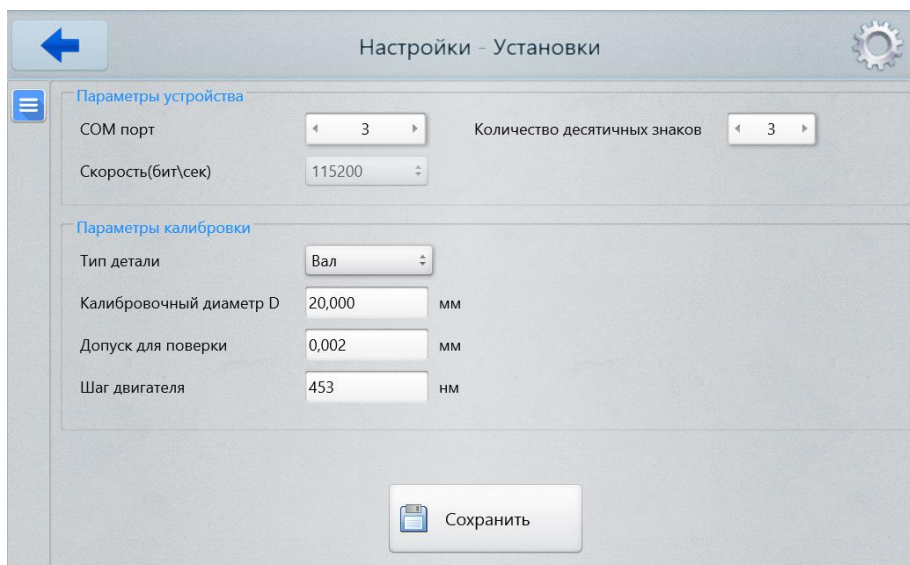 Настройки - Установки
Параметры устройства
COM порт 3 Количество десятичных знаков 3
Скорость(бит\сек) 115200
Параметры калибровки
Тип детали Вал
Калибровочный диаметр D 20,000 мм
Допуск для поверки 0,002 мм
Шаг двигателя 453 нм
Сохранить